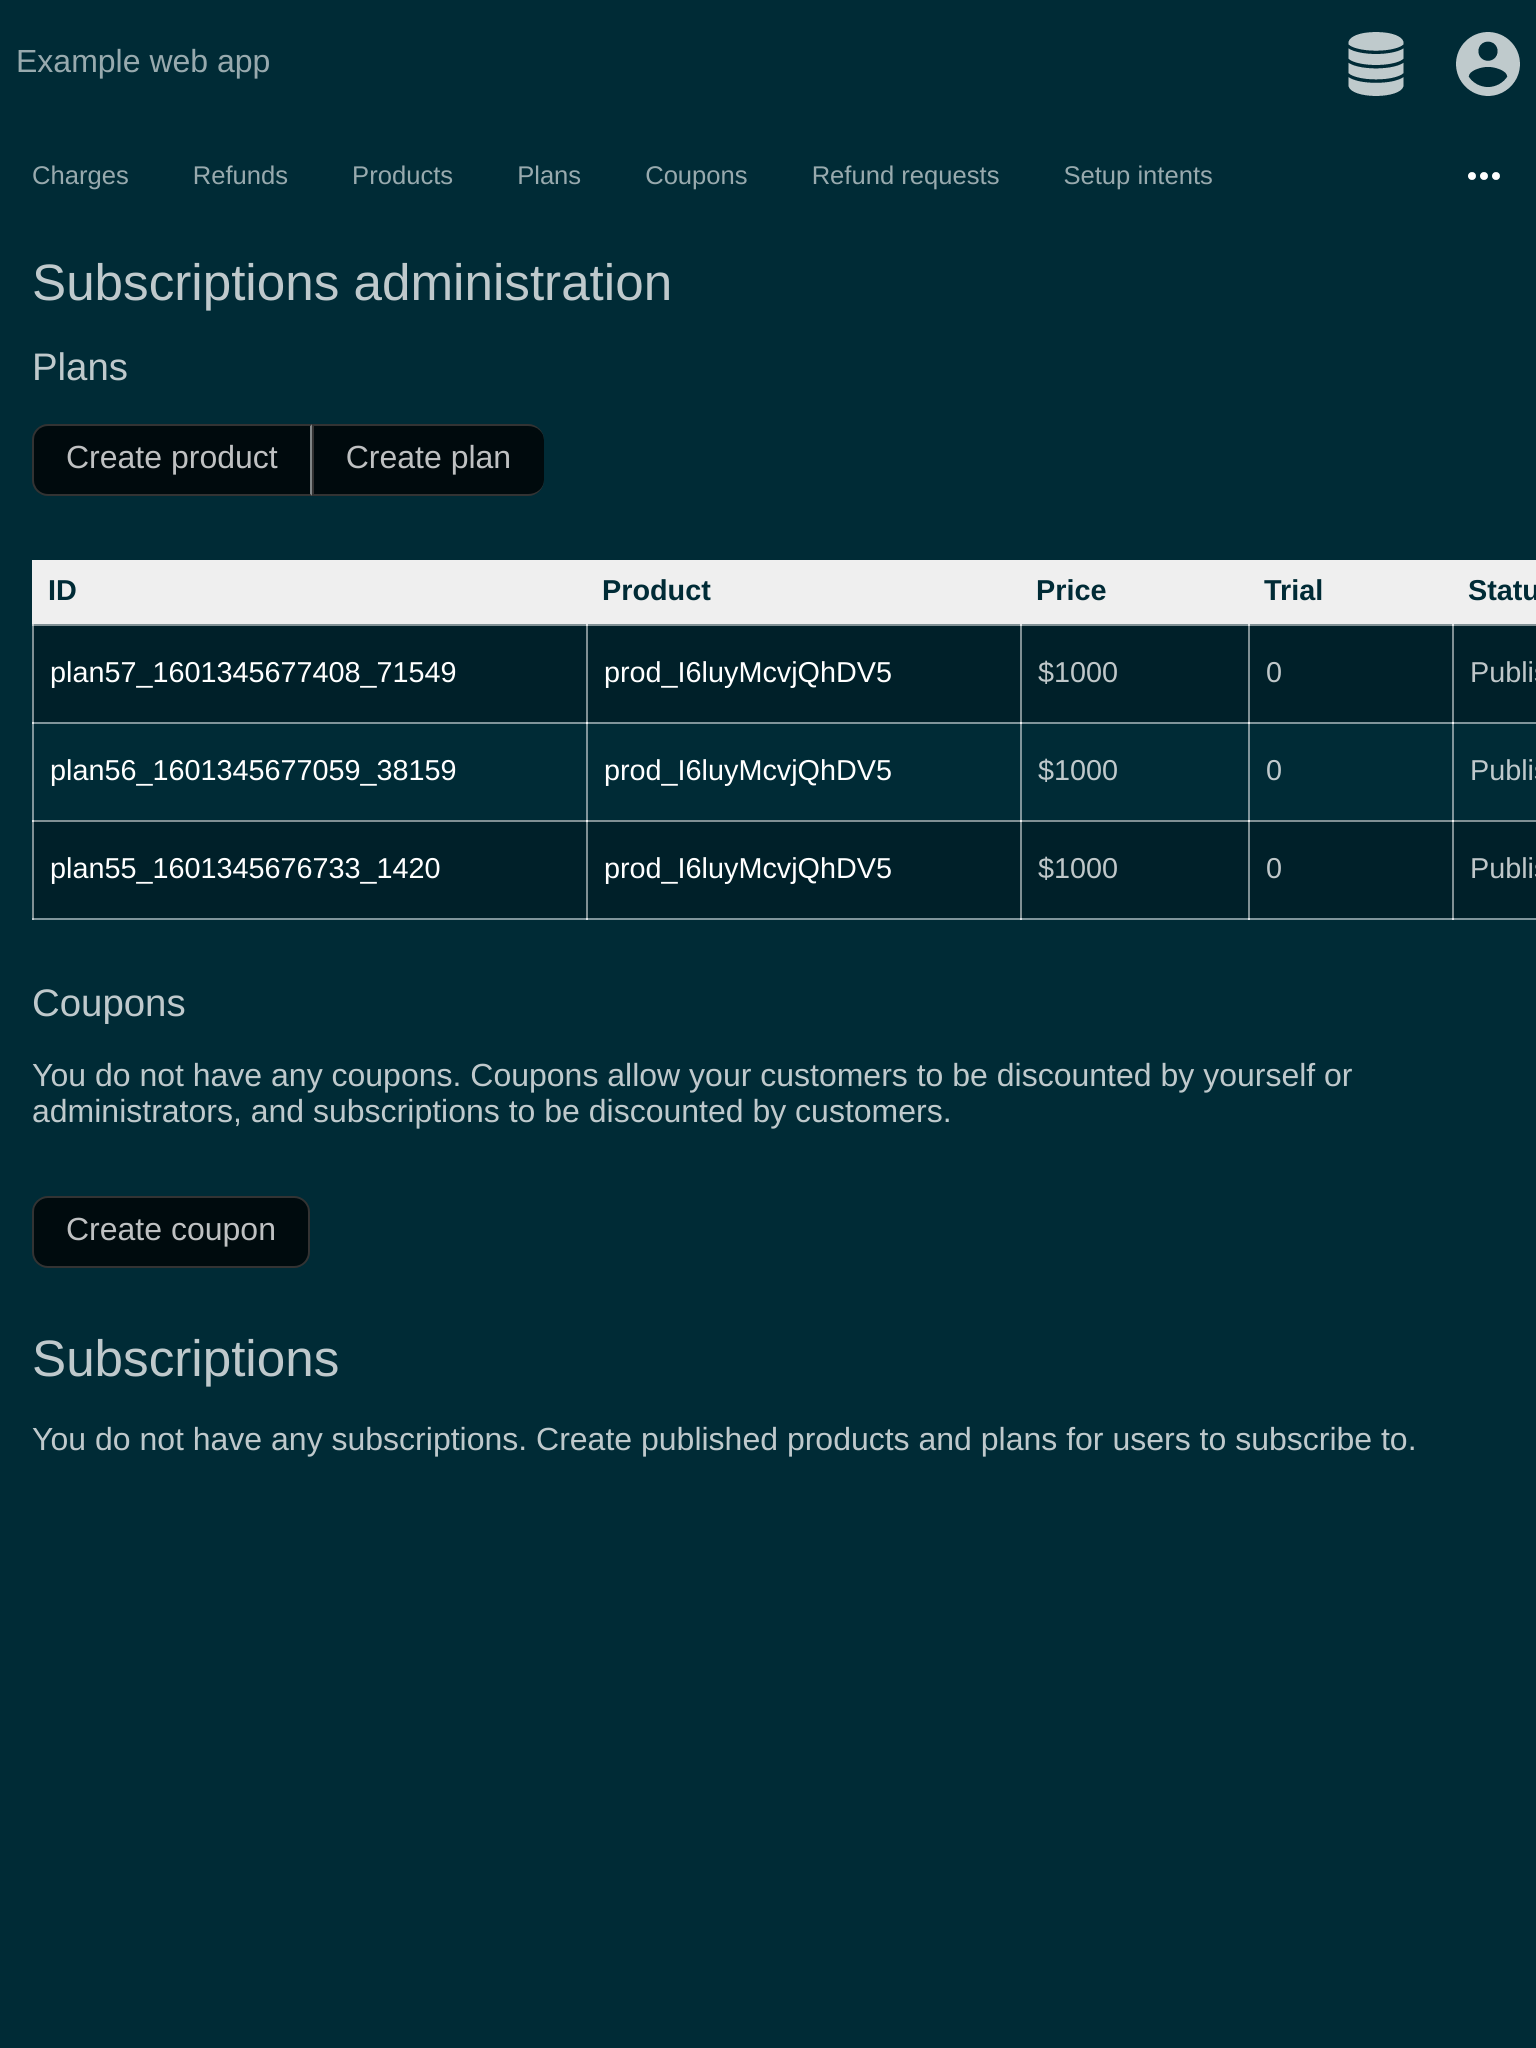 Example web app
Charges Refunds Products Plans Coupons Refund requests Setup intents
Subscriptions administration
Plans
Create product Create plan
ID Product Price Trial Statu
plan57_1601345677408_71549 prod_I6luyMcvjQhDV5 $1000 0 Publis
plan56_1601345677059_38159 prod_I6luyMcvjQhDV5 $1000 0 Publis
plan55_1601345676733_1420 prod_I6luyMcvjQhDV5 $1000 0 Publis
Coupons
You do not have any coupons. Coupons allow your customers to be discounted by yourself or
administrators, and subscriptions to be discounted by customers.
Create coupon
Subscriptions
You do not have any subscriptions. Create published products and plans for users to subscribe to.